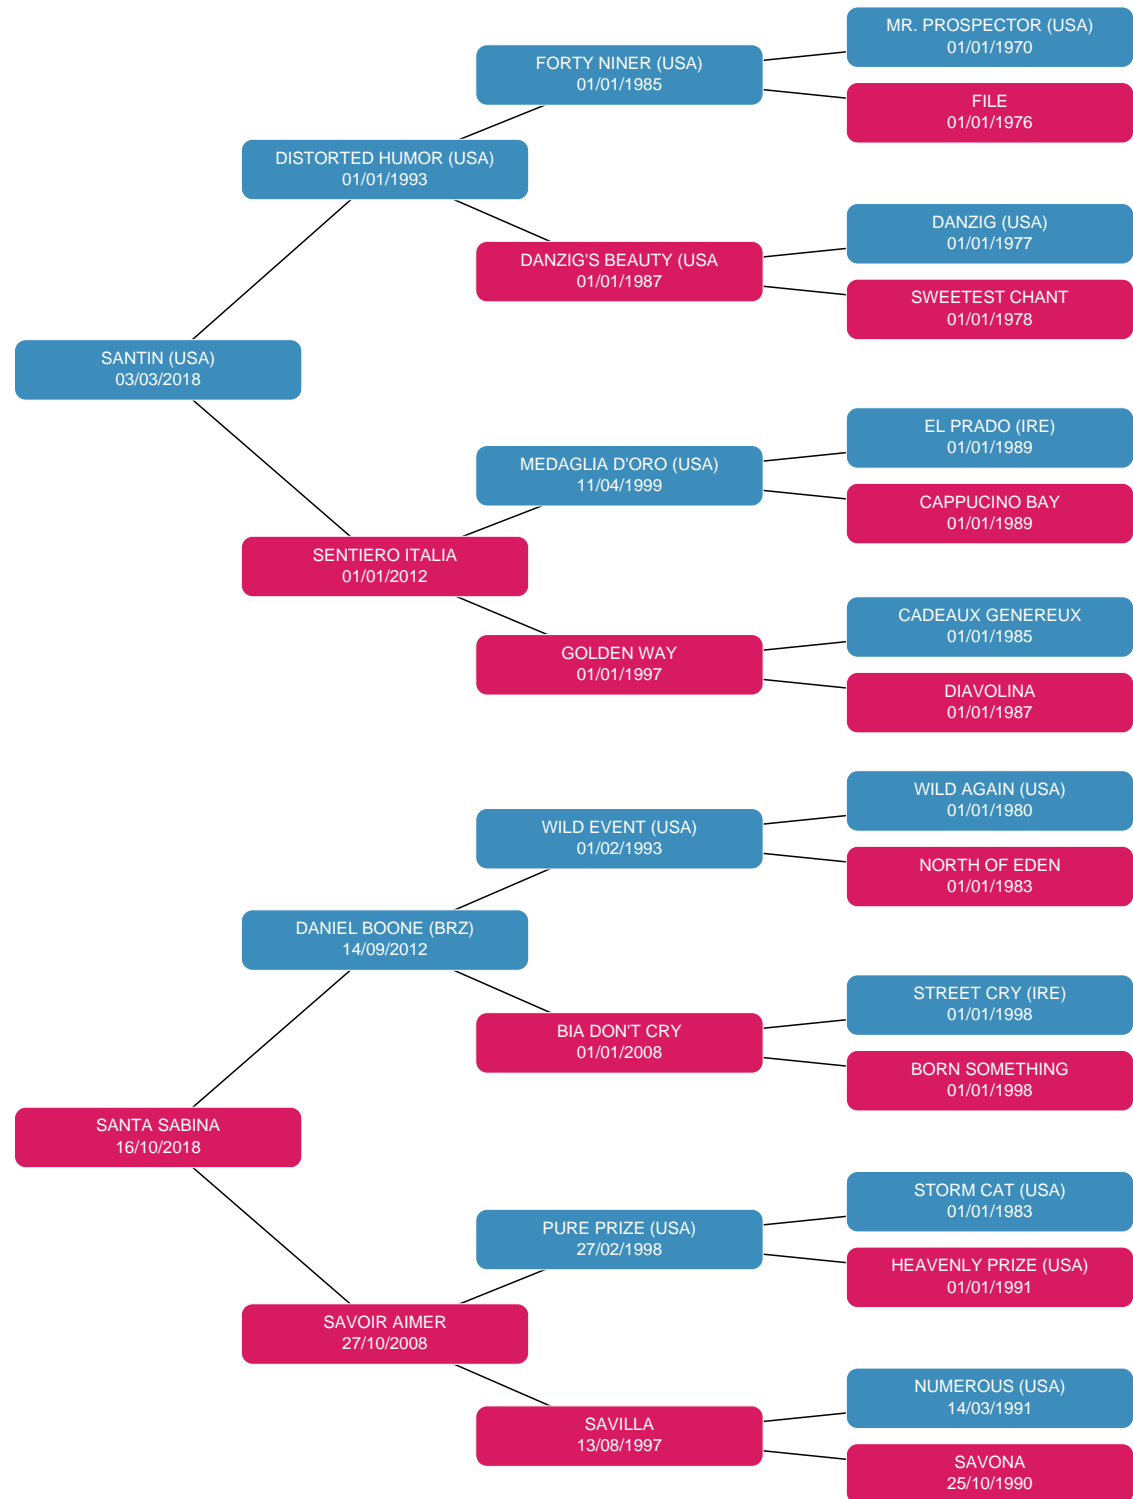 MR. PROSPECTOR (USA)
01/01/1970
FORTY NINER (USA)
01/01/1985
FILE
01/01/1976
DISTORTED HUMOR (USA)
01/01/1993
DANZIG (USA)
01/01/1977
DANZIG'S BEAUTY (USA
01/01/1987
SWEETEST CHANT
01/01/1978
SANTIN (USA)
03/03/2018
EL PRADO (IRE)
01/01/1989
MEDAGLIA D'ORO (USA)
11/04/1999
CAPPUCINO BAY
01/01/1989
SENTIERO ITALIA
01/01/2012
CADEAUX GENEREUX
01/01/1985
GOLDEN WAY
01/01/1997
DIAVOLINA
01/01/1987
WILD AGAIN (USA)
01/01/1980
WILD EVENT (USA)
01/02/1993
NORTH OF EDEN
01/01/1983
DANIEL BOONE (BRZ)
14/09/2012
STREET CRY (IRE)
01/01/1998
BIA DON'T CRY
01/01/2008
BORN SOMETHING
01/01/1998
SANTA SABINA
16/10/2018
STORM CAT (USA)
01/01/1983
PURE PRIZE (USA)
27/02/1998
HEAVENLY PRIZE (USA)
01/01/1991
SAVOIR AIMER
27/10/2008
NUMEROUS (USA)
14/03/1991
SAVILLA
13/08/1997
SAVONA
25/10/1990